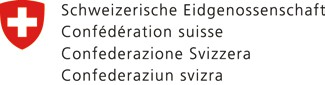 Schweizerische Eidgenossenschaft
Confédération suisse
Confederazione Svizzera
Confederaziun svizra